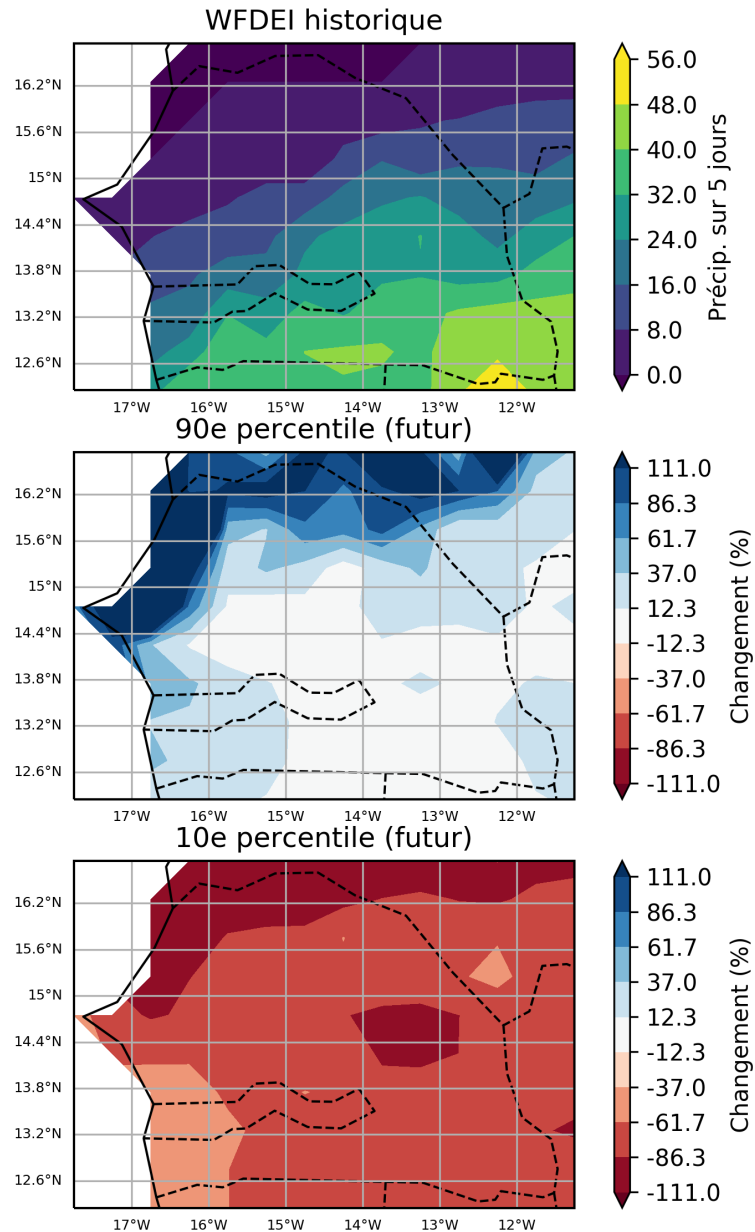 WFDEI historique
16.2°N
15.6°N
15°N
14.4°N
13.8°N
13.2°N
12.6°N
17°W
16°W
15°W
14°W
13°W
12°W
56.0
48.0
40.0
32.0
24.0
16.0
8.0
0.0
Précip. sur 5 jours
90e percentile (futur)
16.2°N
15.6°N
15°N
14.4°N
13.8°N
13.2°N
12.6°N
17°W
16°W
15°W
14°W
13°W
12°W
111.0
86.3
61.7
37.0
12.3
-12.3
-37.0
-61.7
-86.3
-111.0
Changement (%)
10e percentile (futur)
16.2°N
15.6°N
15°N
14.4°N
13.8°N
13.2°N
12.6°N
111.0
86.3
61.7
37.0
12.3
-12.3
-37.0
-61.7
-86.3
-111.0
Changement (%)